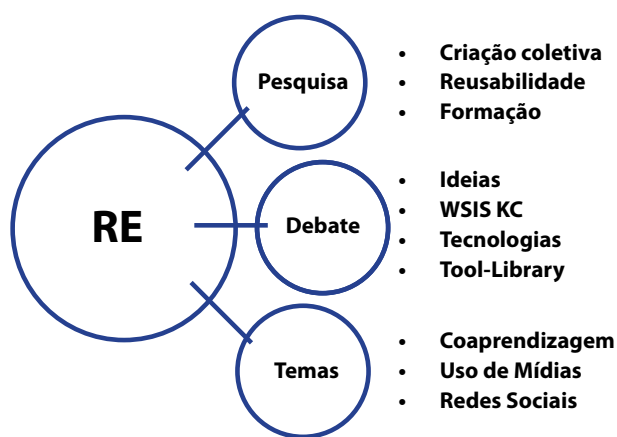 RE
Pesquisa
• Criação coletiva
• Reusabilidade
• Formação
Debate
• Ideias
• WSIS KC
• Tecnologias
• Tool-Library
Temas
• Coaprendizagem
• Uso de Mídias
• Redes Sociais